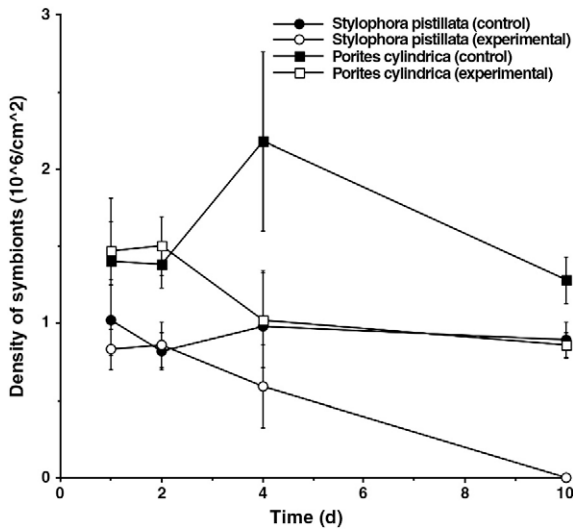 Stylophora pistillata (control)
Stylophora pistillata (experimental)
Porites cylindrica (control)
Porites cylindrica (experimental)
3
2
1
0
Density of symbionts (10^6/cm^2)
0 2 4 6 8 10
Time (d)